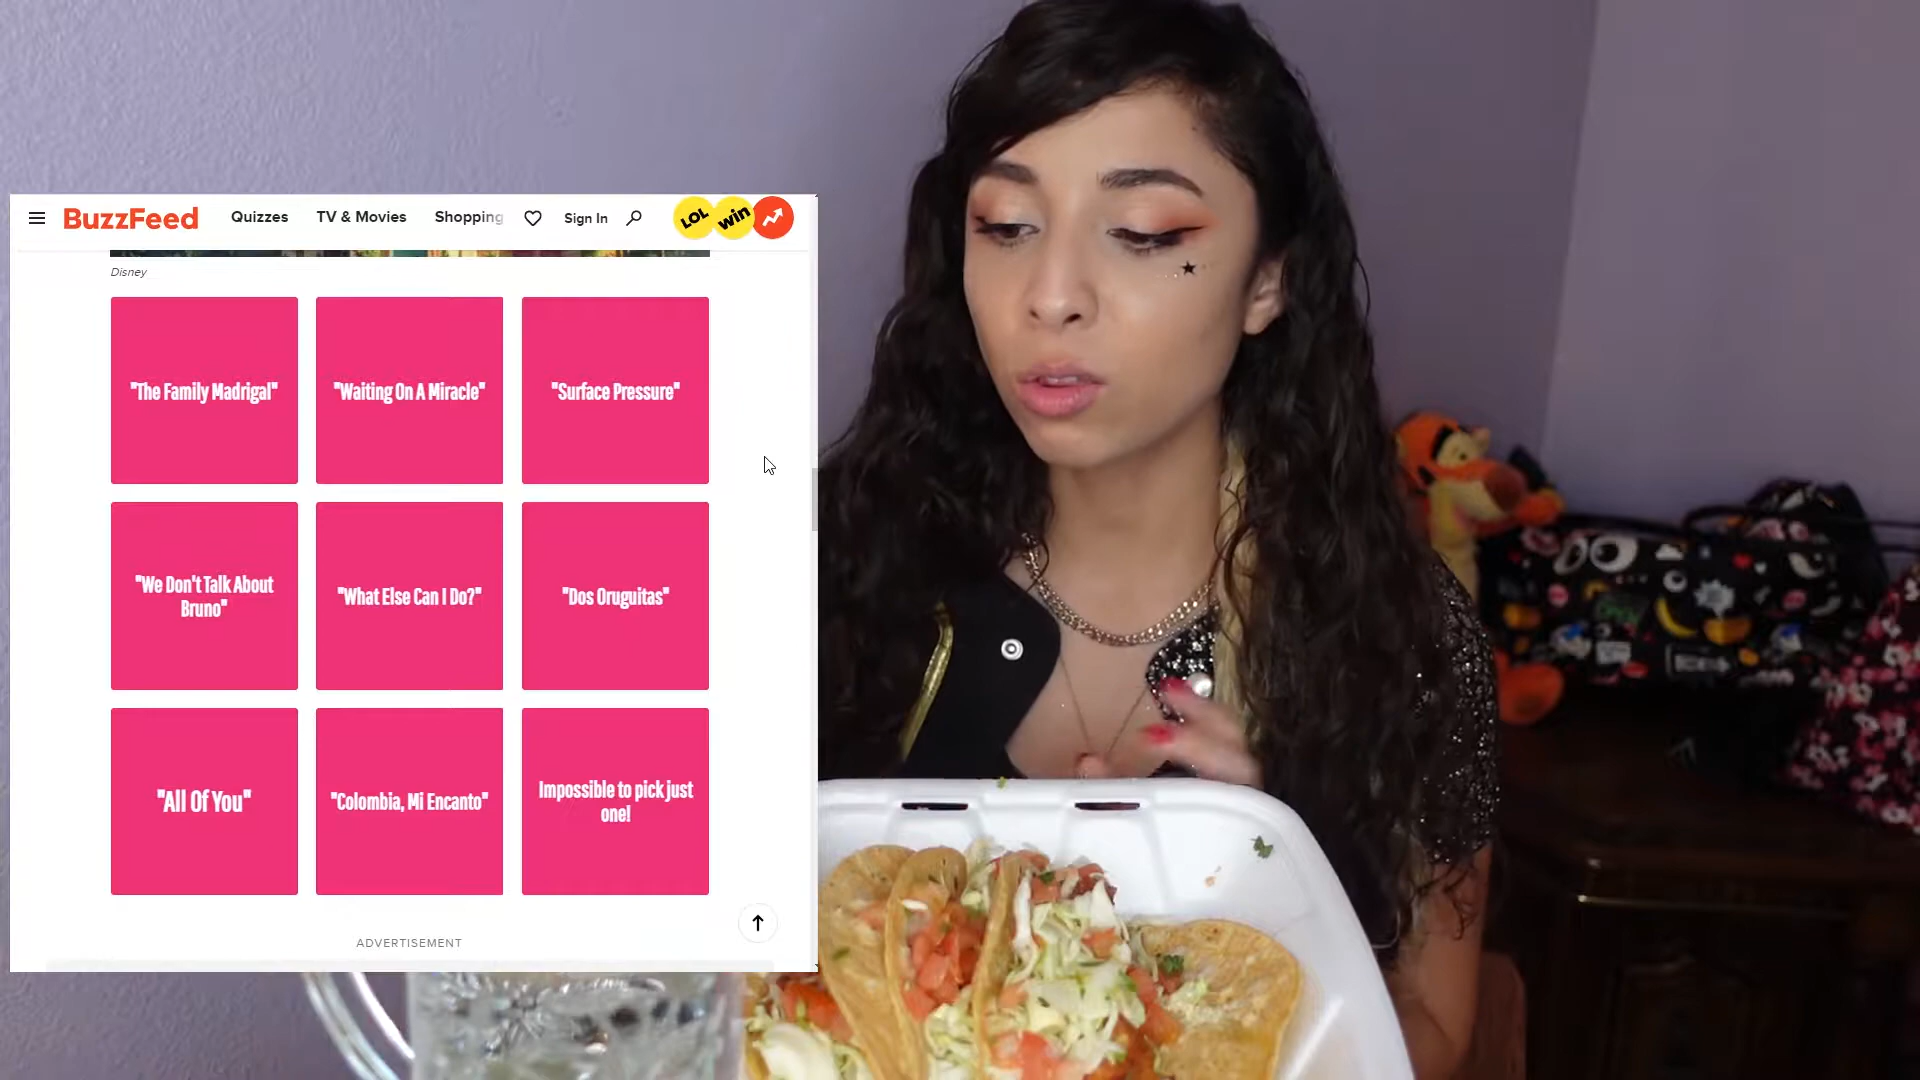 BuzzFeed Quizzes TV & Movies Shopping Sign In LOL win
Disney
"The Family Madrigal" "Waiting On A Miracle" "Surface Pressure"
"We Don't Talk About
Bruno"
"What Else Can I Do?" "Dos Oruguitas"
"All Of You" "Colombia, Mi Encanto"
Impossible to pick just
one!
ADVERTISEMENT